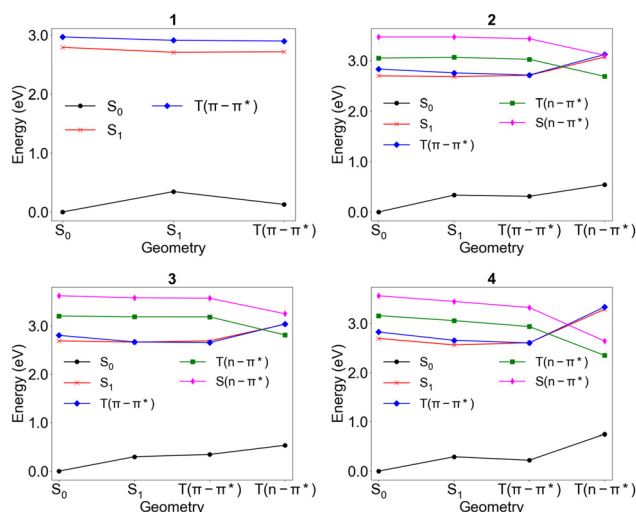 1
Energy (eV)
3.0
2.0
1.0
0.0
S₀
S₁
T(π−π*)
S₀
S₁
T(π−π*)
Geometry
2
Energy (eV)
3.0
2.0
1.0
0.0
S₀
S₁
T(π−π*)
T(n−π*)
S(n−π*)
S₀
S₁
T(π−π*)
T(n−π*)
Geometry
3
Energy (eV)
3.0
2.0
1.0
0.0
S₀
S₁
T(π−π*)
T(n−π*)
S(n−π*)
S₀
S₁
T(π−π*)
T(n−π*)
Geometry
4
Energy (eV)
3.0
2.0
1.0
0.0
S₀
S₁
T(π−π*)
T(n−π*)
S(n−π*)
S₀
S₁
T(π−π*)
T(n−π*)
Geometry